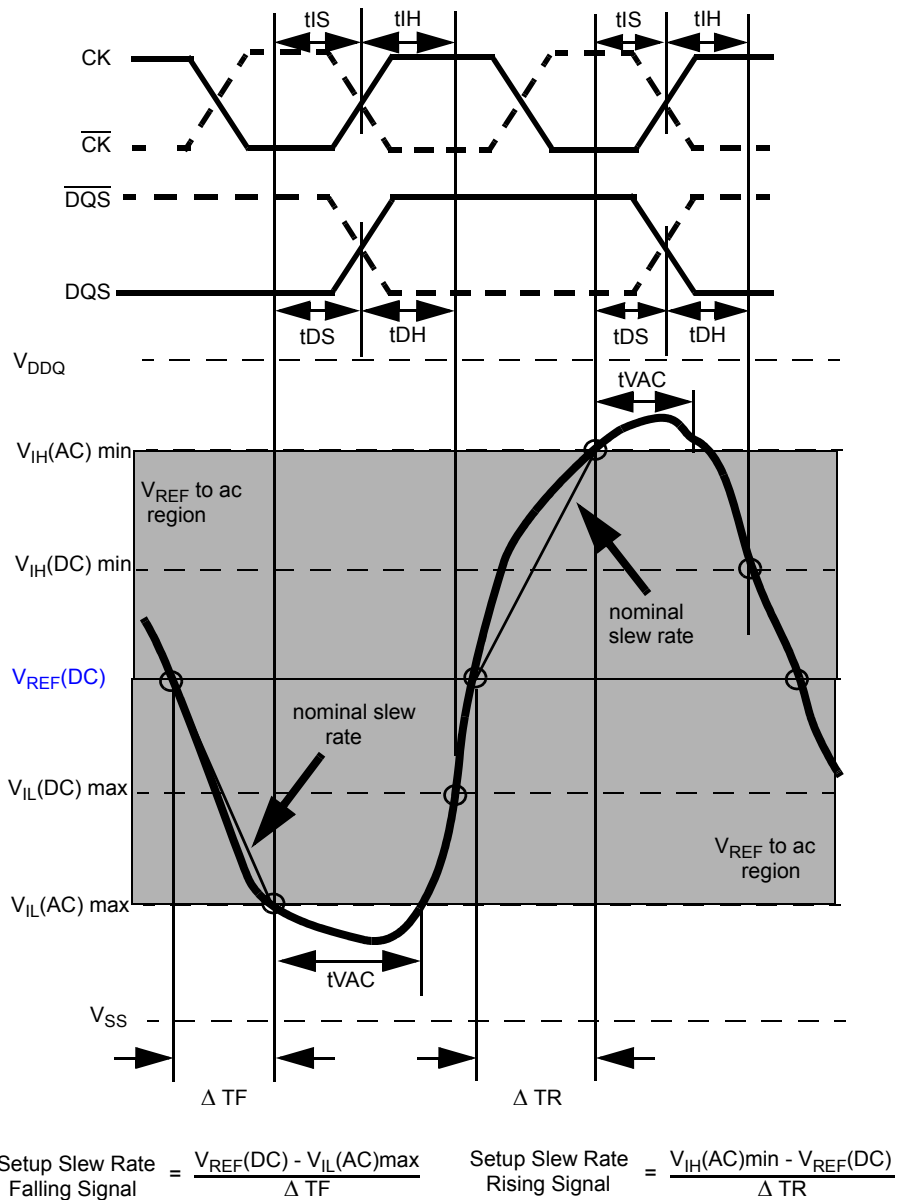 tIS tIH tIS tIH
CK
CK
DQS
DQS
tDS tDH tDS tDH
VDDQ
tVAC
VIH(AC) min
VREF to ac
region
VIH(DC) min
nominal
slew rate
VREF(DC)
nominal slew
rate
VIL(DC) max
VREF to ac
region
VIL(AC) max
tVAC
VSS
Δ TF Δ TR
Setup Slew Rate
Falling Signal
= VREF(DC) - VIL(AC)max
Δ TF
Setup Slew Rate
Rising Signal
= VIH(AC)min - VREF(DC)
Δ TR